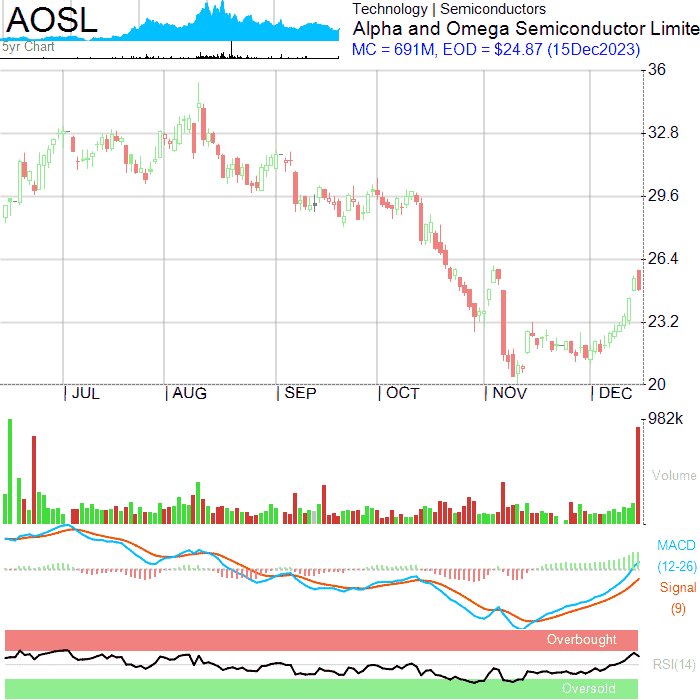 AOSL
5yr Chart
Technology | Semiconductors
Alpha and Omega Semiconductor Limite
MC = 691M, EOD = $24.87 (15Dec2023)
36
32.8
29.6
26.4
23.2
20
| JUL | AUG | SEP | OCT | NOV | DEC
982k
Volume
MACD
(12-26)
Signal
(9)
Overbought
RSI(14)
Oversold